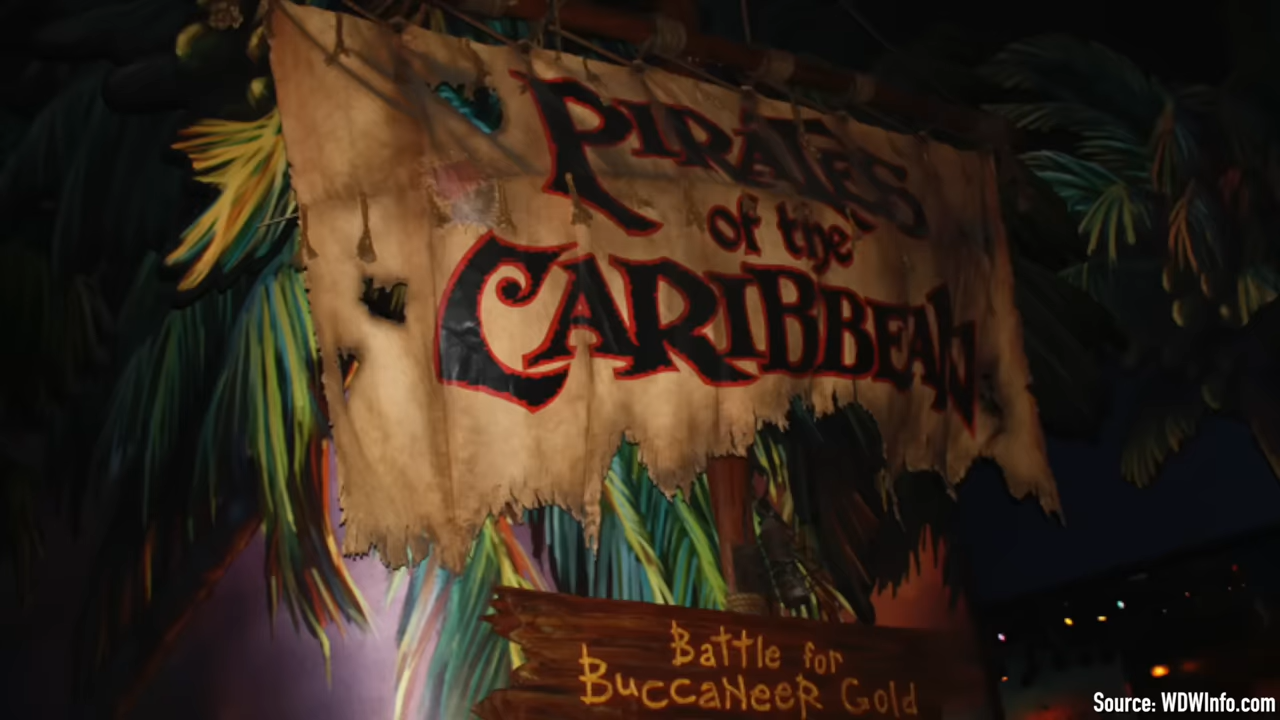 PIRATES
of the
CARIBBEAN
Battle for
BuccaNeeR Gold
Source: WDWInfo.com